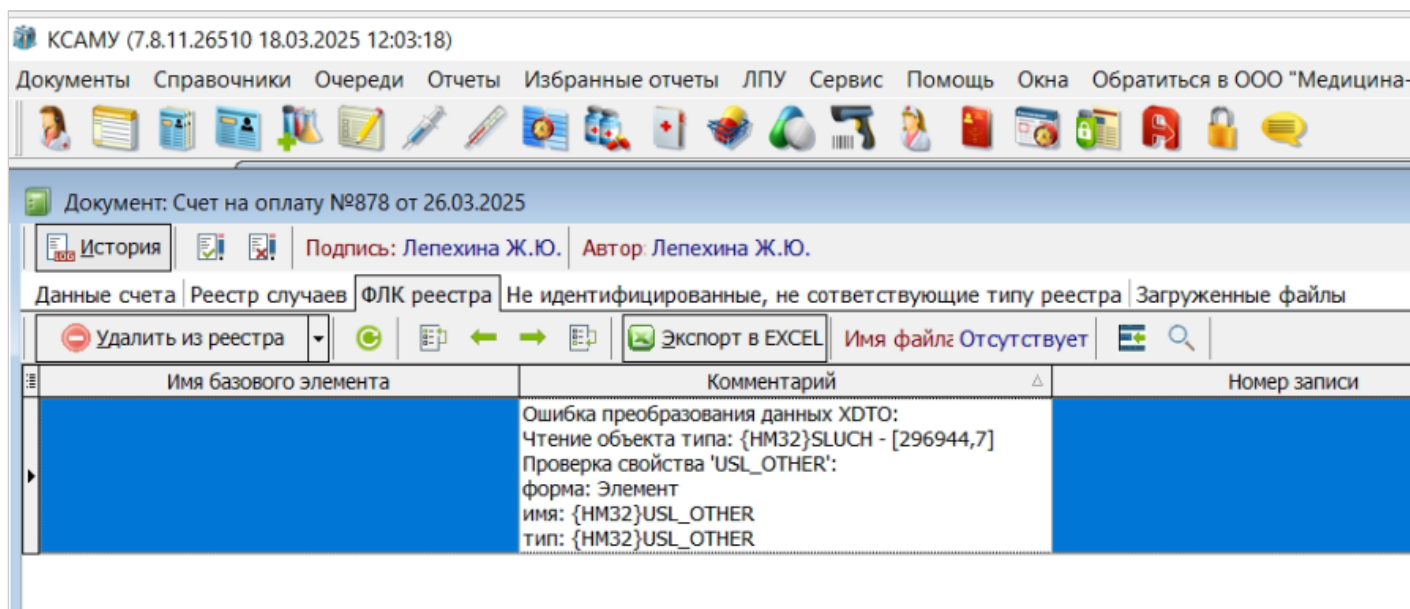 КСАМУ (7.8.11.26510 18.03.2025 12:03:18)
Документы Справочники Очереди Отчеты Избранные отчеты ЛПУ Сервис Помощь Окна Обратиться в ООО "Медицина-
Документ: Счет на оплату №878 от 26.03.2025
История Подпись: Лепехина Ж.Ю. Автор: Лепехина Ж.Ю.
Данные счета Реестр случаев ФЛК реестра Не идентифицированные, не сответствующие типу реестра Загруженные файлы
Удалить из реестра Экспорт в EXCEL Имя файла Отсутствует
Имя базового элемента Комментарий Номер записи
Ошибка преобразования данных XDTO:
Чтение объекта типа: {HM32}SLUCH - [296944,7]
Проверка свойства 'USL_OTHER':
форма: Элемент
имя: {HM32}USL_OTHER
тип: {HM32}USL_OTHER